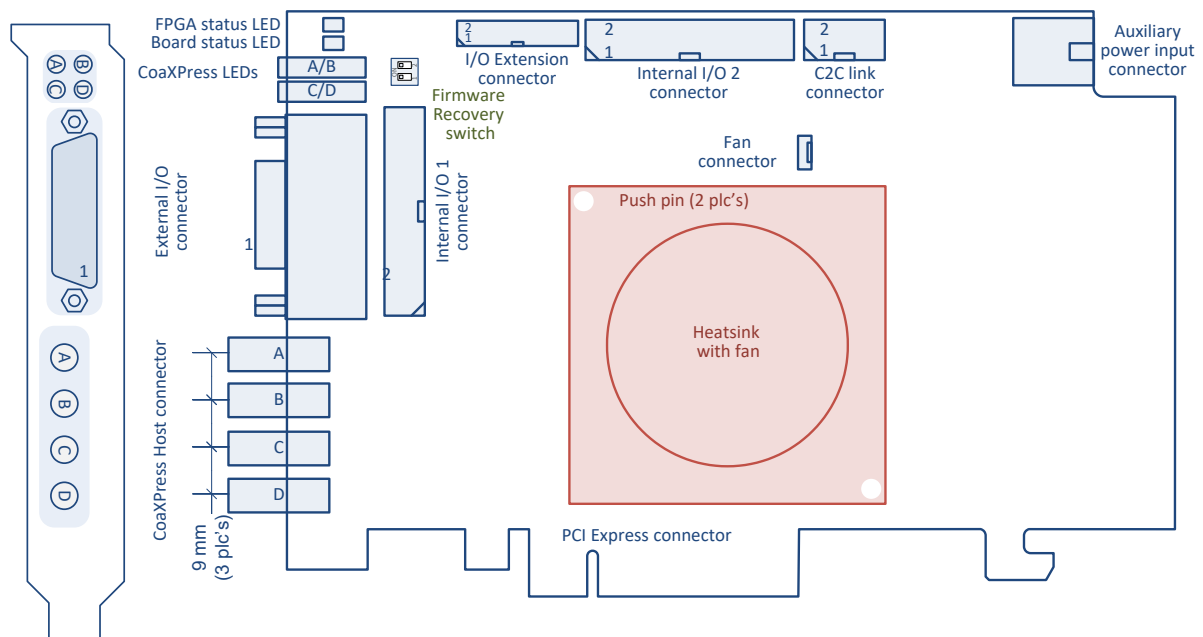 FPGA status LED
Board status LED
CoaXPress LEDs
A/B
C/D
Firmware
Recovery
switch
2
1
I/O Extension
connector
2
1
Internal I/O 2
connector
2
1
C2C link
connector
Auxiliary
power input
connector
Fan
connector
A
B
C
D
1
External I/O
connector
1
Internal I/O 1
connector
2
Push pin (2 plc's)
Heatsink
with fan
A
B
C
D
CoaXPress Host connector
A
B
C
D
9 mm
(3 plc's)
PCI Express connector